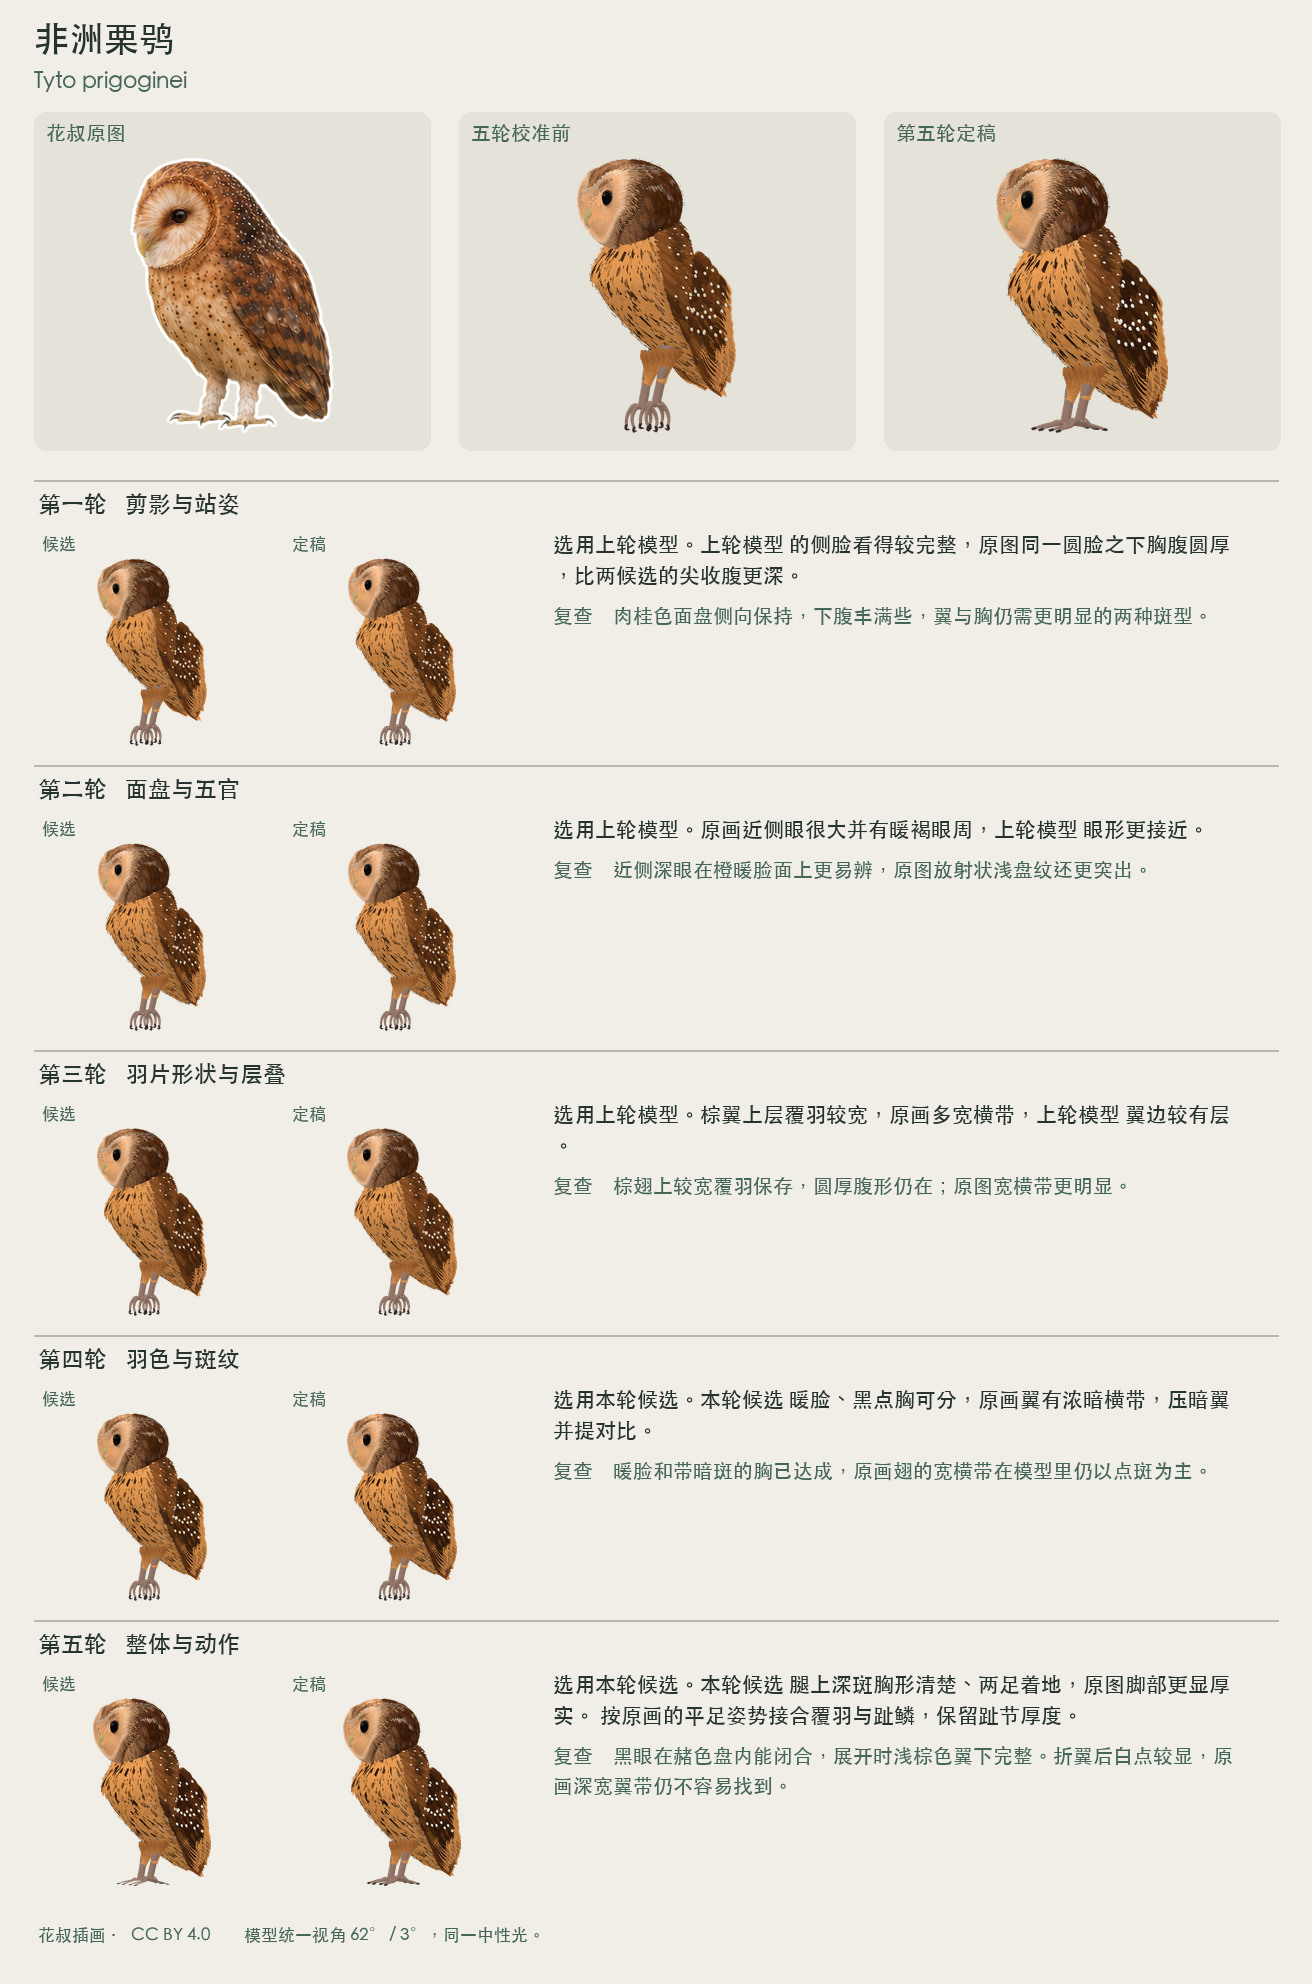 非洲栗鸮
Tyto prigoginei
花叔原图
五轮校准前
第五轮定稿
第一轮 剪影与站姿
候选
定稿
选用上轮模型。上轮模型 的侧脸看得较完整，原图同一圆脸之下胸腹圆厚
，比两候选的尖收腹更深。
复查 肉桂色面盘侧向保持，下腹丰满些，翼与胸仍需更明显的两种斑型。
第二轮 面盘与五官
候选
定稿
选用上轮模型。原画近侧眼很大并有暖褐眼周，上轮模型 眼形更接近。
复查 近侧深眼在橙暖脸面上更易辨，原图放射状浅盘纹还更突出。
第三轮 羽片形状与层叠
候选
定稿
选用上轮模型。棕翼上层覆羽较宽，原画多宽横带，上轮模型 翼边较有层
。
复查 棕翅上较宽覆羽保存，圆厚腹形仍在；原图宽横带更明显。
第四轮 羽色与斑纹
候选
定稿
选用本轮候选。本轮候选 暖脸、黑点胸可分，原画翼有浓暗横带，压暗翼
并提对比。
复查 暖脸和带暗斑的胸已达成，原画翅的宽横带在模型里仍以点斑为主。
第五轮 整体与动作
候选
定稿
选用本轮候选。本轮候选 腿上深斑胸形清楚、两足着地，原图脚部更显厚
实。 按原画的平足姿势接合覆羽与趾鳞，保留趾节厚度。
复查 黑眼在赭色盘内能闭合，展开时浅棕色翼下完整。折翼后白点较显，原
画深宽翼带仍不容易找到。
花叔插画 · CC BY 4.0 模型统一视角 62° / 3° ，同一中性光。